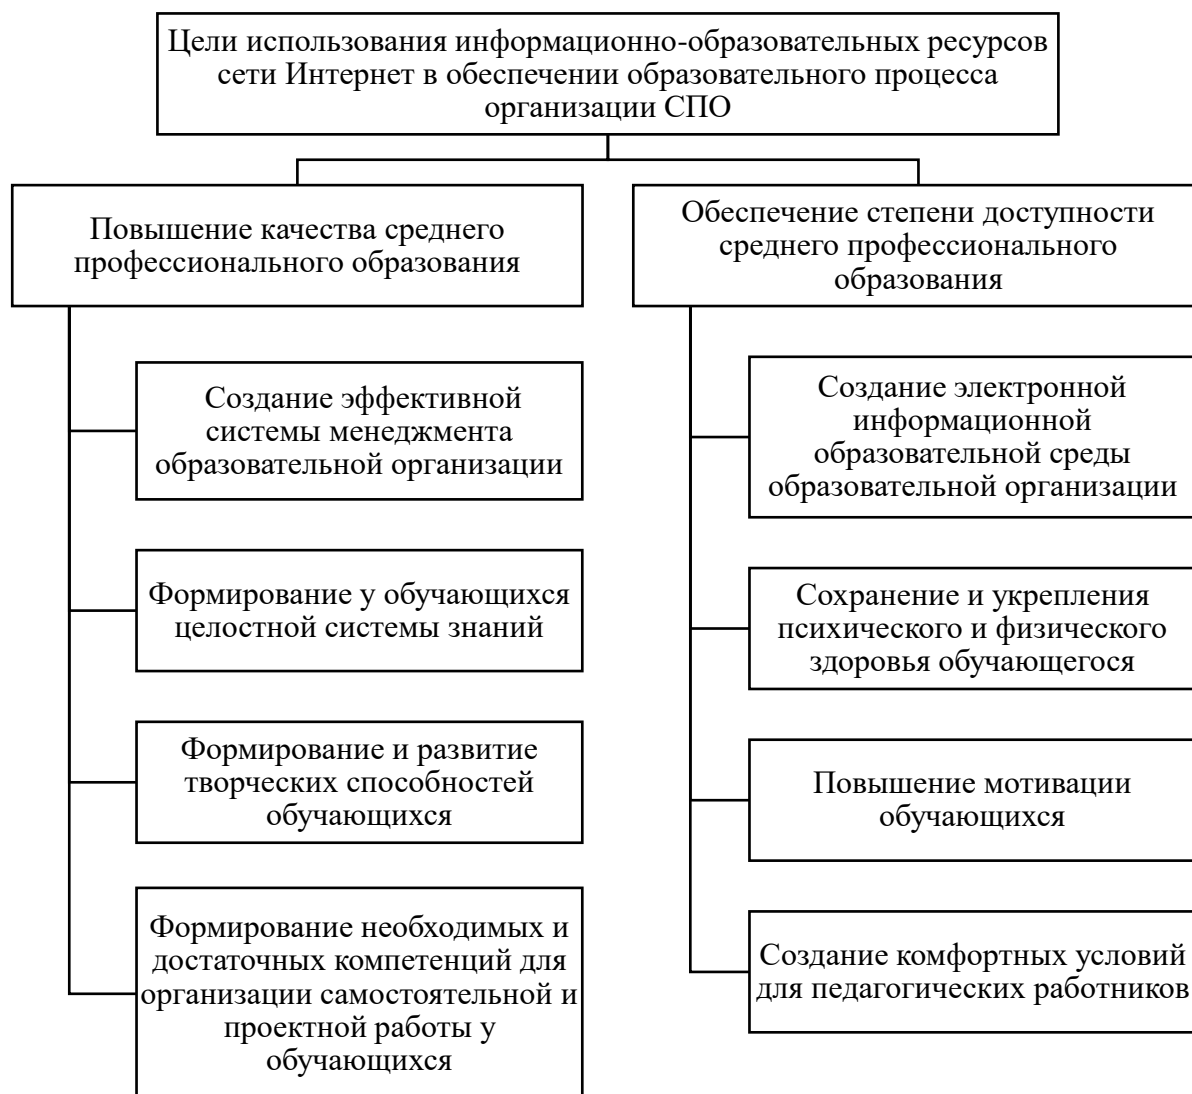 Цели использования информационно-образовательных ресурсов
сети Интернет в обеспечении образовательного процесса
организации СПО
Повышение качества среднего
профессионального образования
Создание эффективной
системы менеджмента
образовательной организации
Формирование у обучающихся
целостной системы знаний
Формирование и развитие
творческих способностей
обучающихся
Формирование необходимых и
достаточных компетенций для
организации самостоятельной и
проектной работы у
обучающихся
Обеспечение степени доступности
среднего профессионального
образования
Создание электронной
информационной
образовательной среды
образовательной организации
Сохранение и укрепления
психического и физического
здоровья обучающегося
Повышение мотивации
обучающихся
Создание комфортных условий
для педагогических работников